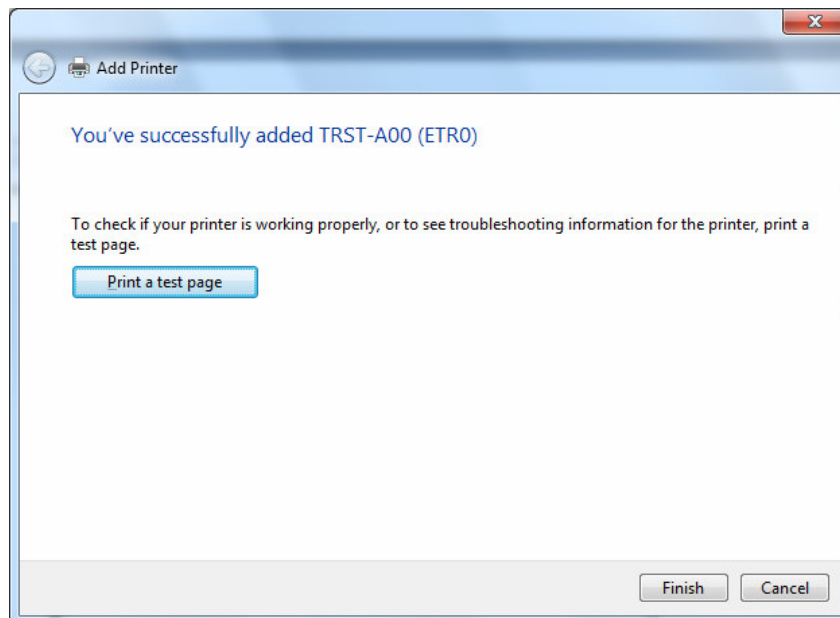 Add Printer
You've successfully added TRST-A00 (ETR0)
To check if your printer is working properly, or to see troubleshooting information for the printer, print a
test page.
Print a test page
Finish Cancel